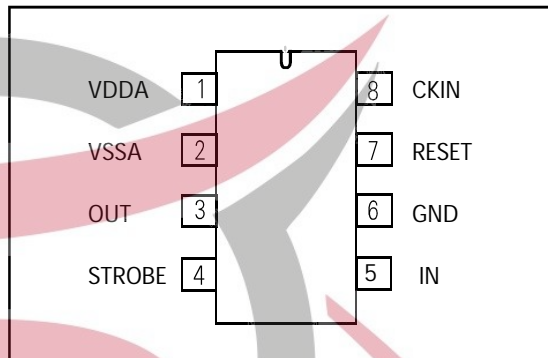 VDDA 1 8 CKIN
VSSA 2 7 RESET
OUT 3 6 GND
STROBE 4 5 IN